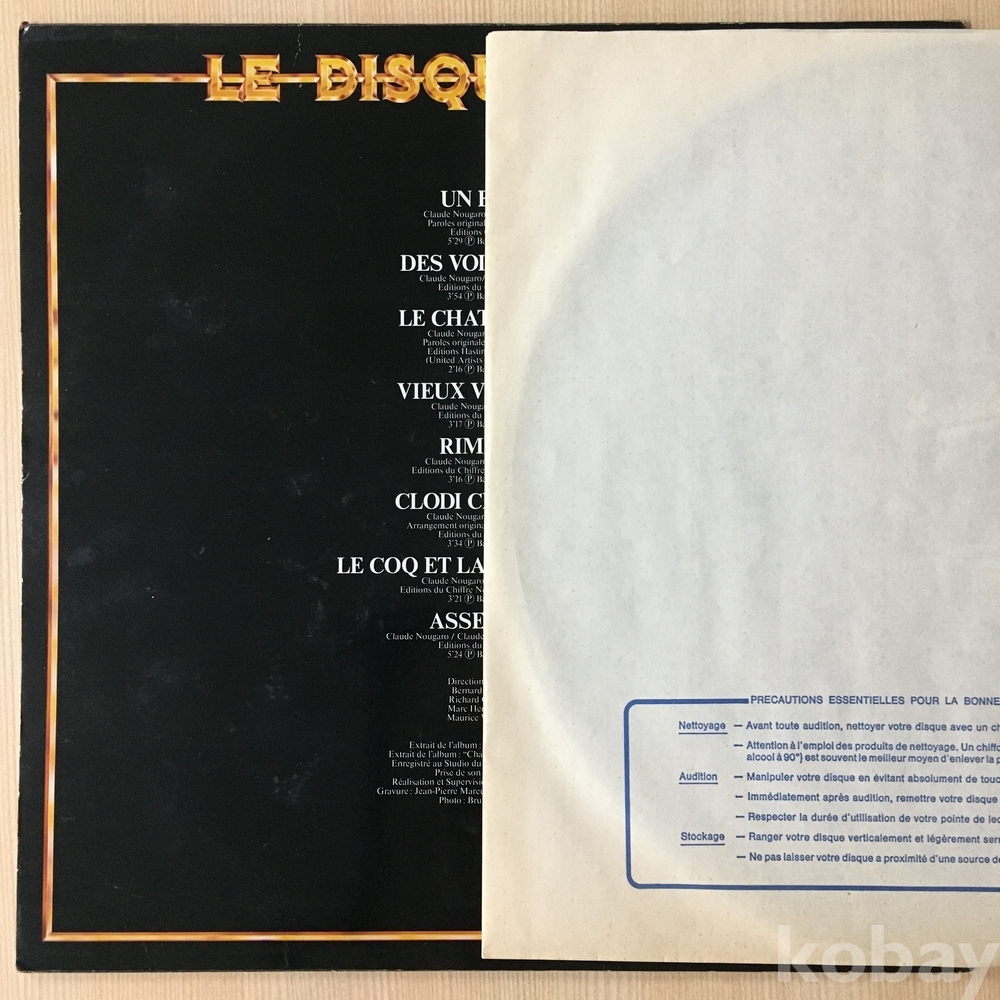 LE DISQU
UN E
Claude Nougaro
Paroles original
Editions
5'29 Ⓟ Ba
DES VOI
Claude Nougaro/
Editions du
3'54 Ⓟ Ba
LE CHAT
Claude Nougar
Paroles originale
Editions Hastin
(United Artists
2'16 Ⓟ Ba
VIEUX V
Claude Nouga
Editions du
3'17 Ⓟ Ba
RIM
Claude Nougaro
Editions du Chiffre
3'16 Ⓟ Ba
CLODI C
Claude Nougar
Arrangement origina
Editions du
3'34 Ⓟ Ba
LE COQ ET LA
Claude Nougaro
Editions du Chiffre No
3'21 Ⓟ Ba
ASSE
Claude Nougaro / Claude
Editions du
5'24 Ⓟ Ba
Direction
Bernard
Richard
Marc He
Maurice
Extrait de l'album :
Extrait de l'album : "Cha
Enregistré au Studio du
Prise de son
Réalisation et Supervisio
Gravure : Jean-Pierre Marcu
Photo : Bru
PRECAUTIONS ESSENTIELLES POUR LA BONNE
Nettoyage — Avant toute audition, nettoyer votre disque avec un ch
— Attention à l'emploi des produits de nettoyage. Un chiffo
alcool à 90°) est souvent le meilleur moyen d'enlever la p
Audition — Manipuler votre disque en évitant absolument de touc
— Immédiatement après audition, remettre votre disque
— Respecter la durée d'utilisation de votre pointe de lec
Stockage — Ranger votre disque verticalement et légèrement serr
— Ne pas laisser votre disque a proximité d'une source de
kobay